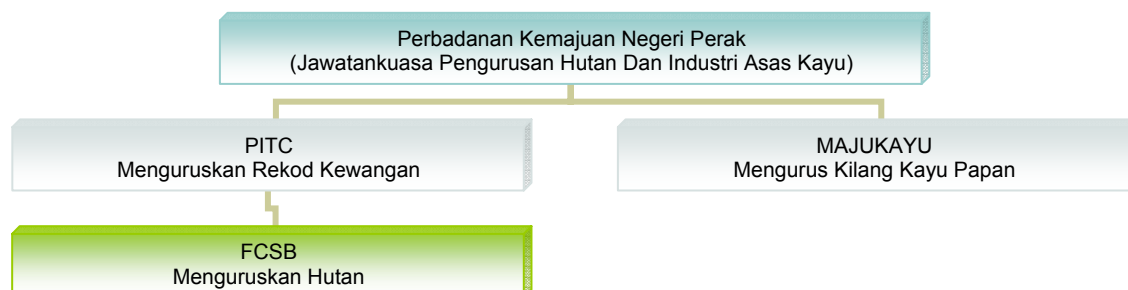 Perbadanan Kemajuan Negeri Perak
(Jawatankuasa Pengurusan Hutan Dan Industri Asas Kayu)
PITC
Menguruskan Rekod Kewangan
MAJUKAYU
Mengurus Kilang Kayu Papan
FCSB
Menguruskan Hutan